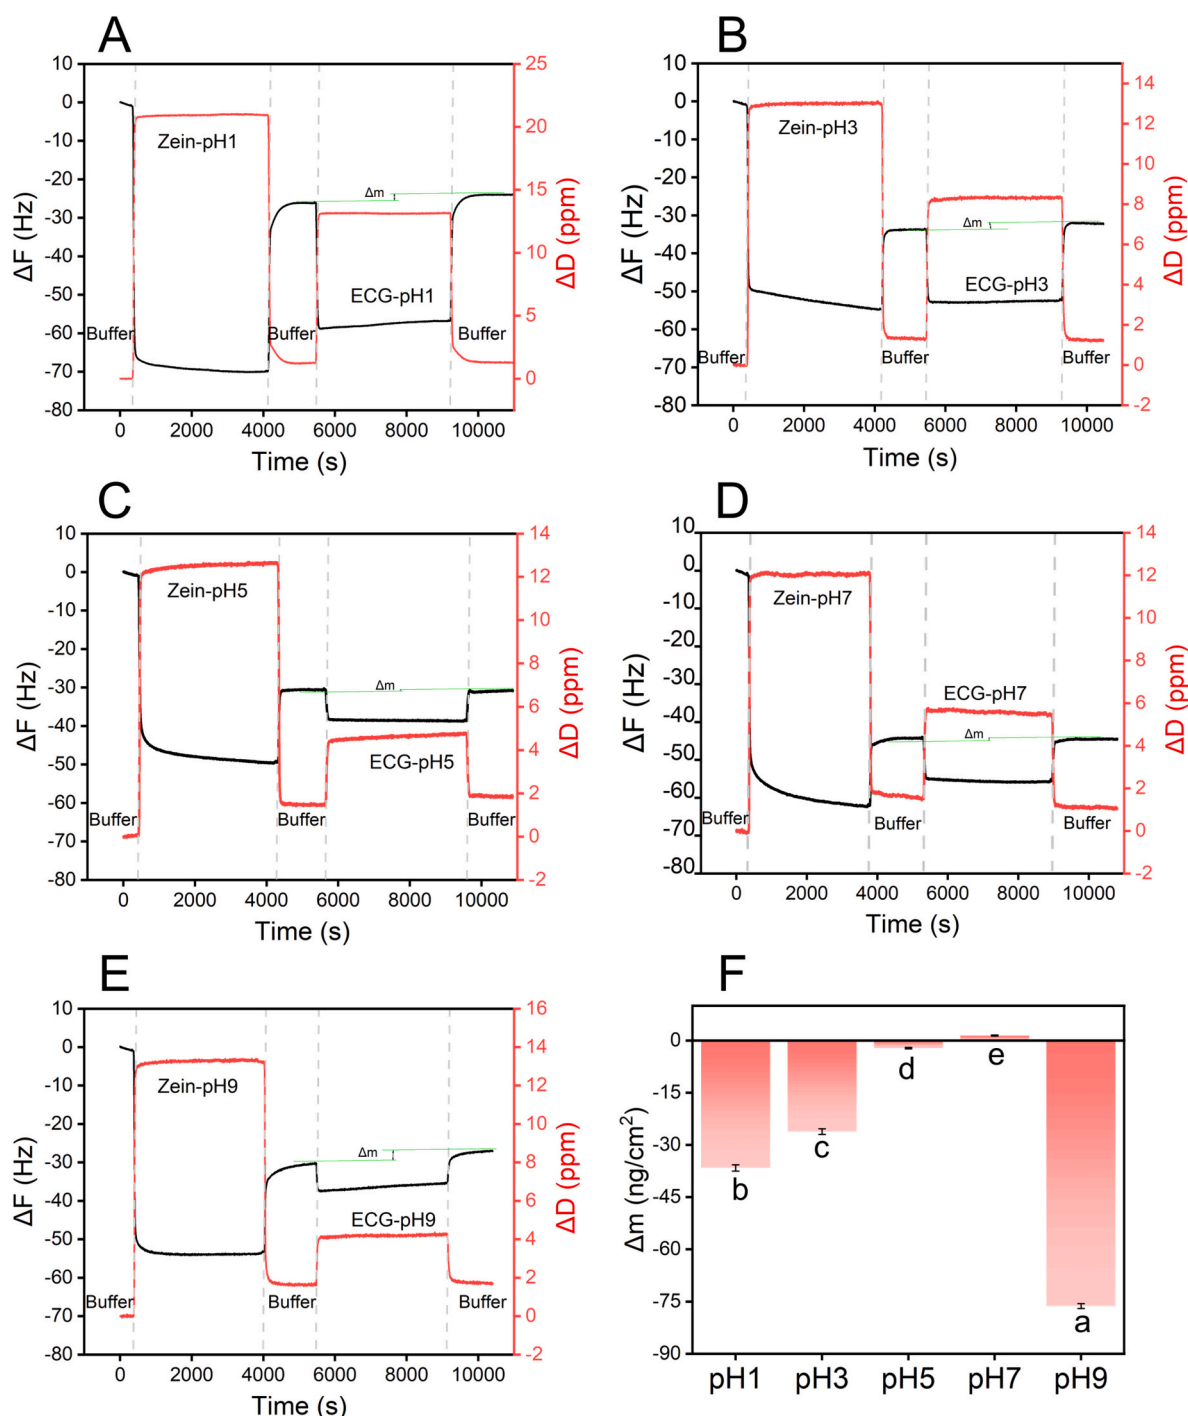 A
10
0
-10
-20
-30
-40
-50
-60
-70
-80
ΔF (Hz)
Zein-pH1
Δm
ECG-pH1
Buffer
Buffer
Buffer
25
20
15
10
5
0
ΔD (ppm)
0 2000 4000 6000 8000 10000
Time (s)
B
10
0
-10
-20
-30
-40
-50
-60
-70
-80
ΔF (Hz)
Zein-pH3
Δm
ECG-pH3
Buffer
Buffer
Buffer
14
12
10
8
6
4
2
0
-2
ΔD (ppm)
0 2000 4000 6000 8000 10000
Time (s)
C
10
0
-10
-20
-30
-40
-50
-60
-70
-80
ΔF (Hz)
Zein-pH5
Δm
ECG-pH5
Buffer
Buffer
Buffer
14
12
10
8
6
4
2
0
-2
ΔD (ppm)
0 2000 4000 6000 8000 10000
Time (s)
D
10
0
-10
-20
-30
-40
-50
-60
-70
-80
ΔF (Hz)
Zein-pH7
ECG-pH7
Δm
Buffer
Buffer
Buffer
14
12
10
8
6
4
2
0
-2
ΔD (ppm)
0 2000 4000 6000 8000 10000
Time (s)
E
10
0
-10
-20
-30
-40
-50
-60
-70
-80
ΔF (Hz)
Zein-pH9
Δm
ECG-pH9
Buffer
Buffer
Buffer
16
14
12
10
8
6
4
2
0
-2
ΔD (ppm)
0 2000 4000 6000 8000 10000
Time (s)
F
0
-15
-30
-45
-60
-75
-90
Δm (ng/cm²)
b
c
d
e
a
pH1 pH3 pH5 pH7 pH9